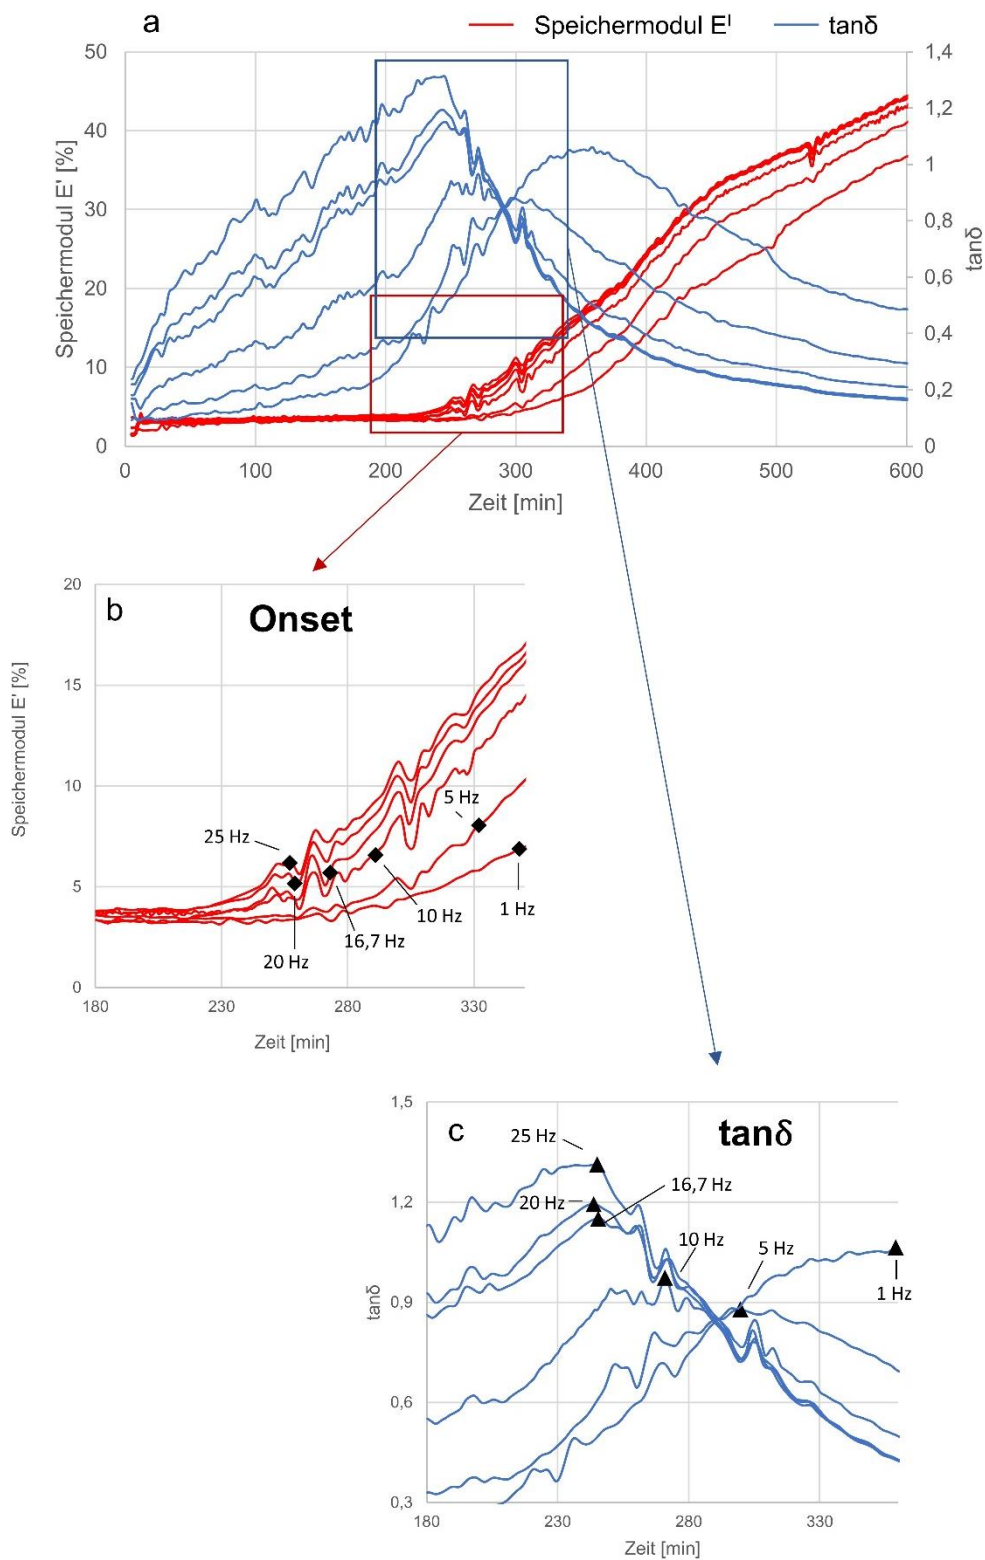 a
Speichermodul Eᴵ tanδ
50 1,4
40 1,2
30 1
20 0,8
10 0,6
0 0,4
0,2
0
Speichermodul E' [%]
tanδ
0 100 200 300 400 500 600
Zeit [min]
b
Onset
20
15
10
5
0
Speichermodul E' [%]
25 Hz
5 Hz
10 Hz
1 Hz
16,7 Hz
20 Hz
180 230 280 330
Zeit [min]
c
tanδ
1,5
1,2
0,9
0,6
0,3
tanδ
25 Hz
16,7 Hz
20 Hz
10 Hz
5 Hz
1 Hz
180 230 280 330
Zeit [min]